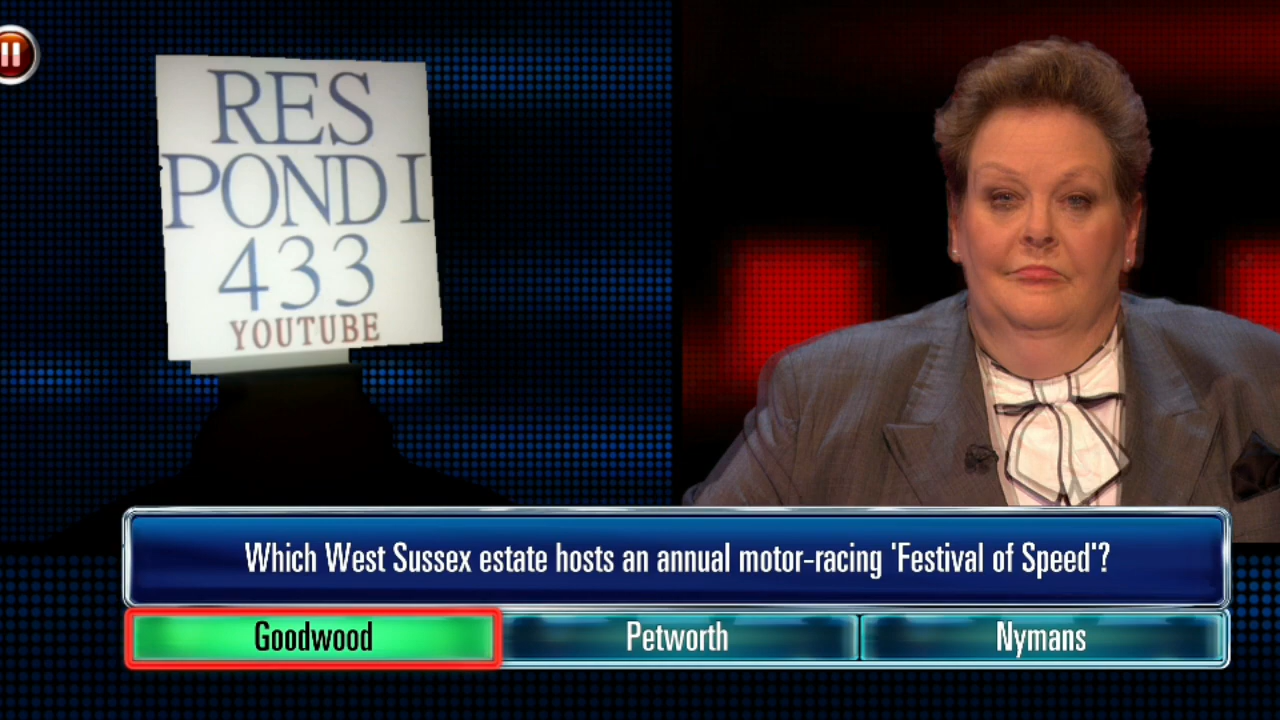 RES
POND I
433
YOUTUBE
Which West Sussex estate hosts an annual motor-racing 'Festival of Speed'?
Goodwood
Petworth
Nymans